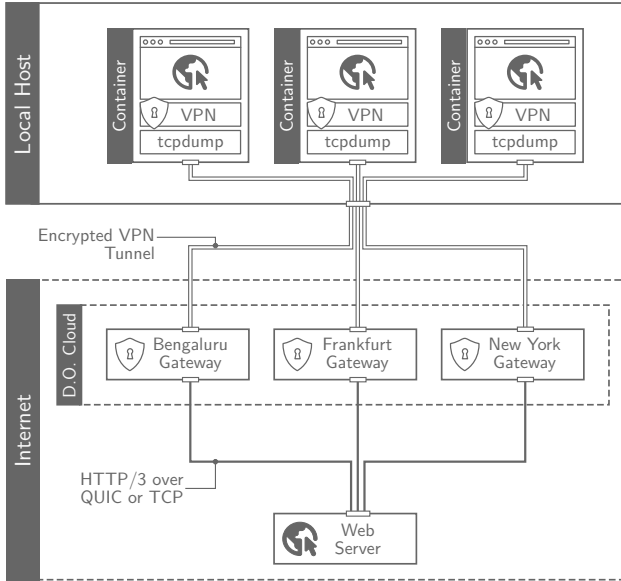 Local Host
Container
VPN
tcpdump
Container
VPN
tcpdump
Container
VPN
tcpdump
Encrypted VPN
Tunnel
Internet
D.O. Cloud
Bengaluru
Gateway
Frankfurt
Gateway
New York
Gateway
HTTP/3 over
QUIC or TCP
Web
Server